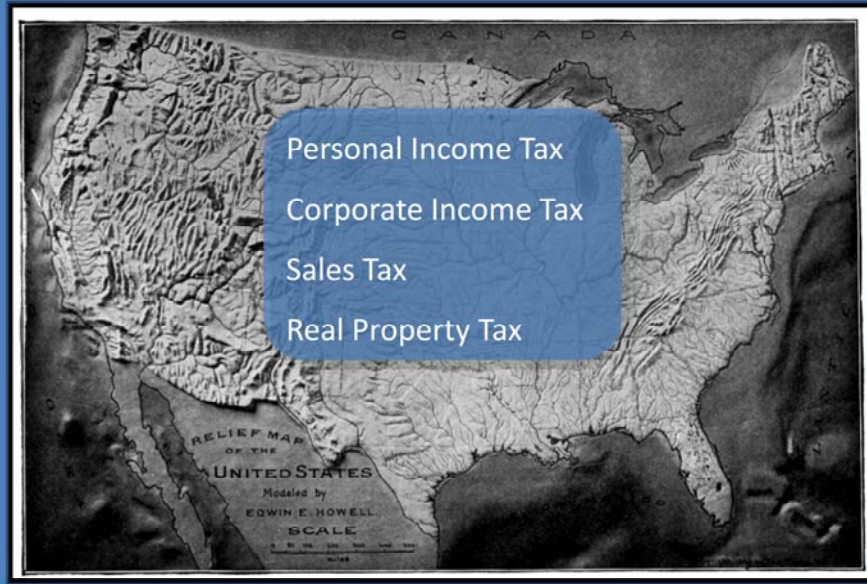 CANADA
Personal Income Tax
Corporate Income Tax
Sales Tax
Real Property Tax
RELIEF MAP
OF THE
UNITED STATES
Modeled by
EDWIN E. HOWELL.
SCALE